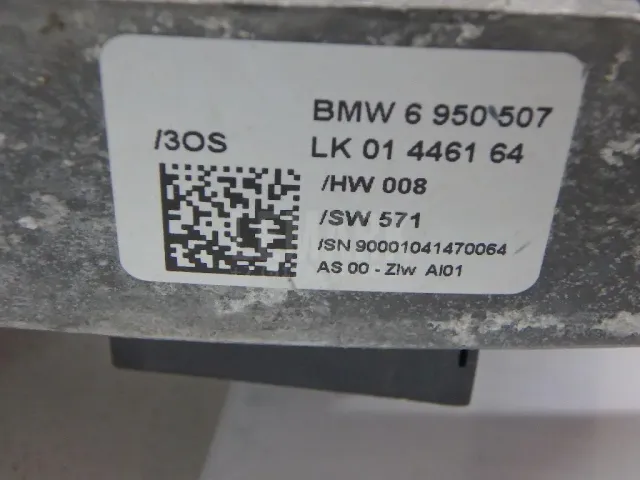 BMW 6 950 507
/3OS
LK 01 4461 64
/HW 008
/SW 571
/SN 90001041470064
AS 00 - Zlw AI01